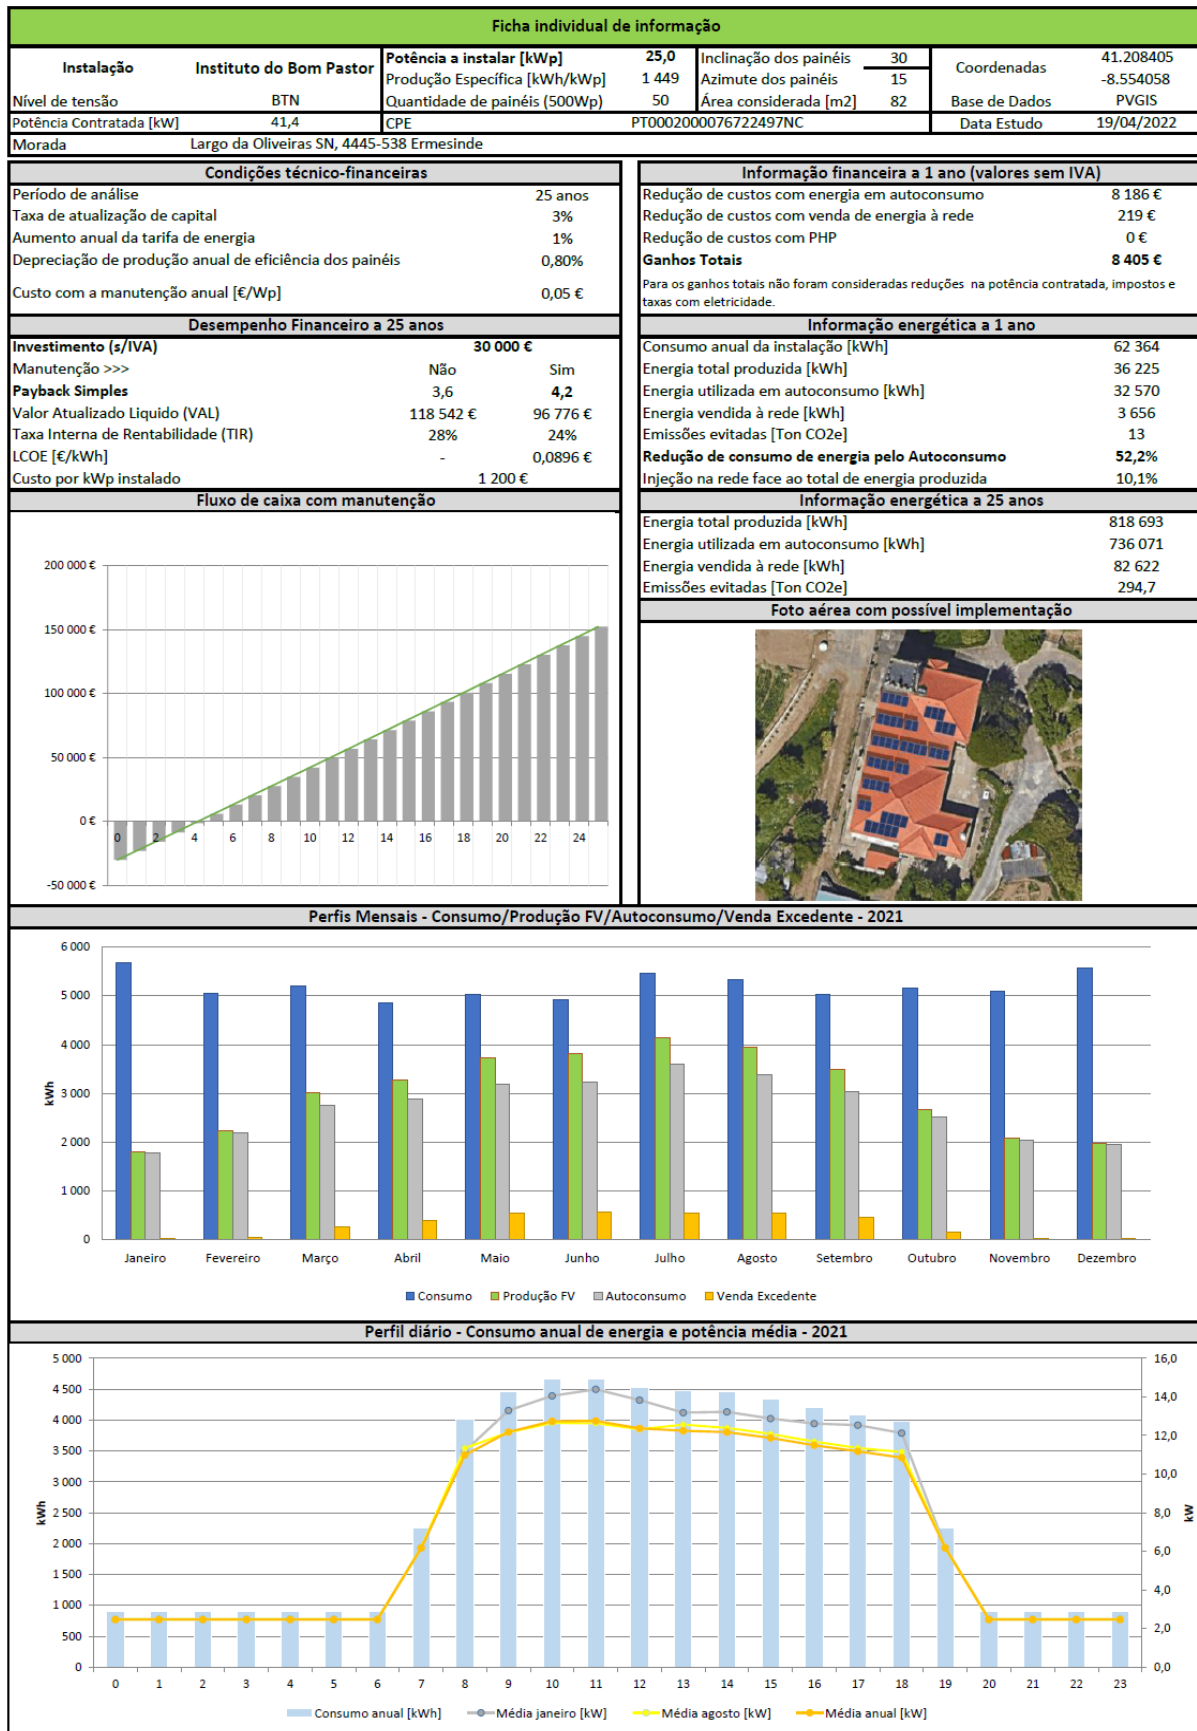 Ficha individual de informação
Instalação Instituto do Bom Pastor Potência a instalar [kWp] 25,0 Inclinação dos painéis 30 Coordenadas 41.208405
Produção Específica [kWh/kWp] 1 449 Azimute dos painéis 15 -8.554058
Nível de tensão BTN Quantidade de painéis (500Wp) 50 Área considerada [m2] 82 Base de Dados PVGIS
Potência Contratada [kW] 41,4 CPE PT0002000076722497NC Data Estudo 19/04/2022
Morada Largo da Oliveiras SN, 4445-538 Ermesinde
Condições técnico-financeiras
Período de análise 25 anos
Taxa de atualização de capital 3%
Aumento anual da tarifa de energia 1%
Depreciação de produção anual de eficiência dos painéis 0,80%
Custo com a manutenção anual [€/Wp] 0,05 €
Desempenho Financeiro a 25 anos
Investimento (s/IVA) 30 000 €
Manutenção >>> Não Sim
Payback Simples 3,6 4,2
Valor Atualizado Liquido (VAL) 118 542 € 96 776 €
Taxa Interna de Rentabilidade (TIR) 28% 24%
LCOE [€/kWh] - 0,0896 €
Custo por kWp instalado 1 200 €
Fluxo de caixa com manutenção
200 000 €
150 000 €
100 000 €
50 000 €
0 €
0 2 4 6 8 10 12 14 16 18 20 22 24
-50 000 €
Informação financeira a 1 ano (valores sem IVA)
Redução de custos com energia em autoconsumo 8 186 €
Redução de custos com venda de energia à rede 219 €
Redução de custos com PHP 0 €
Ganhos Totais 8 405 €
Para os ganhos totais não foram consideradas reduções na potência contratada, impostos e
taxas com eletricidade.
Informação energética a 1 ano
Consumo anual da instalação [kWh] 62 364
Energia total produzida [kWh] 36 225
Energia utilizada em autoconsumo [kWh] 32 570
Energia vendida à rede [kWh] 3 656
Emissões evitadas [Ton CO2e] 13
Redução de consumo de energia pelo Autoconsumo 52,2%
Injeção na rede face ao total de energia produzida 10,1%
Informação energética a 25 anos
Energia total produzida [kWh] 818 693
Energia utilizada em autoconsumo [kWh] 736 071
Energia vendida à rede [kWh] 82 622
Emissões evitadas [Ton CO2e] 294,7
Foto aérea com possível implementação
Perfis Mensais - Consumo/Produção FV/Autoconsumo/Venda Excedente - 2021
6 000
5 000
4 000
3 000
2 000
1 000
0
kWh
Janeiro Fevereiro Março Abril Maio Junho Julho Agosto Setembro Outubro Novembro Dezembro
Consumo Produção FV Autoconsumo Venda Excedente
Perfil diário - Consumo anual de energia e potência média - 2021
5 000
4 500
4 000
3 500
3 000
2 500
2 000
1 500
1 000
500
0
kWh
16,0
14,0
12,0
10,0
8,0
6,0
4,0
2,0
0,0
kW
0 1 2 3 4 5 6 7 8 9 10 11 12 13 14 15 16 17 18 19 20 21 22 23
Consumo anual [kWh] Média janeiro [kW] Média agosto [kW] Média anual [kW]